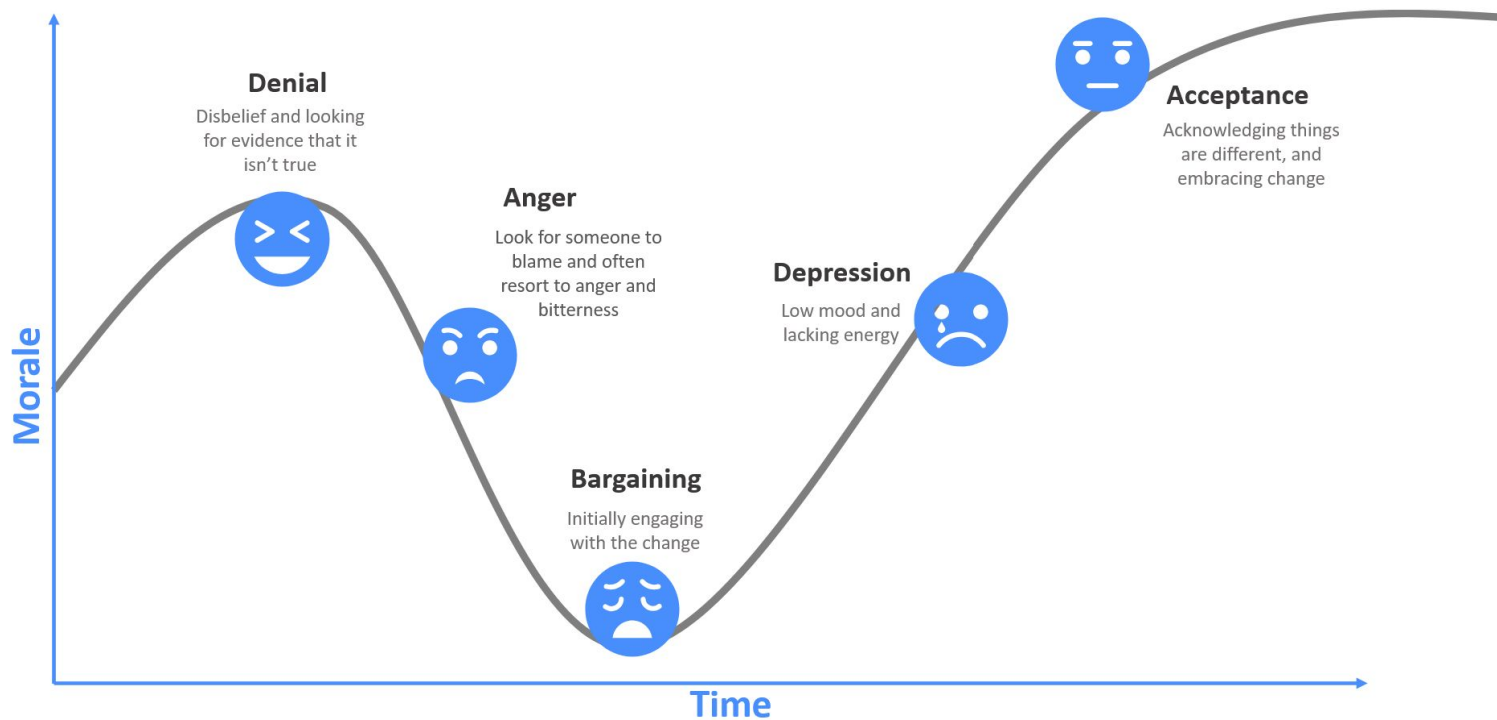 Denial
Disbelief and looking
for evidence that it
isn't true
Anger
Look for someone to
blame and often
resort to anger and
bitterness
Bargaining
Initially engaging
with the change
Depression
Low mood and
lacking energy
Acceptance
Acknowledging things
are different, and
embracing change
Morale
Time